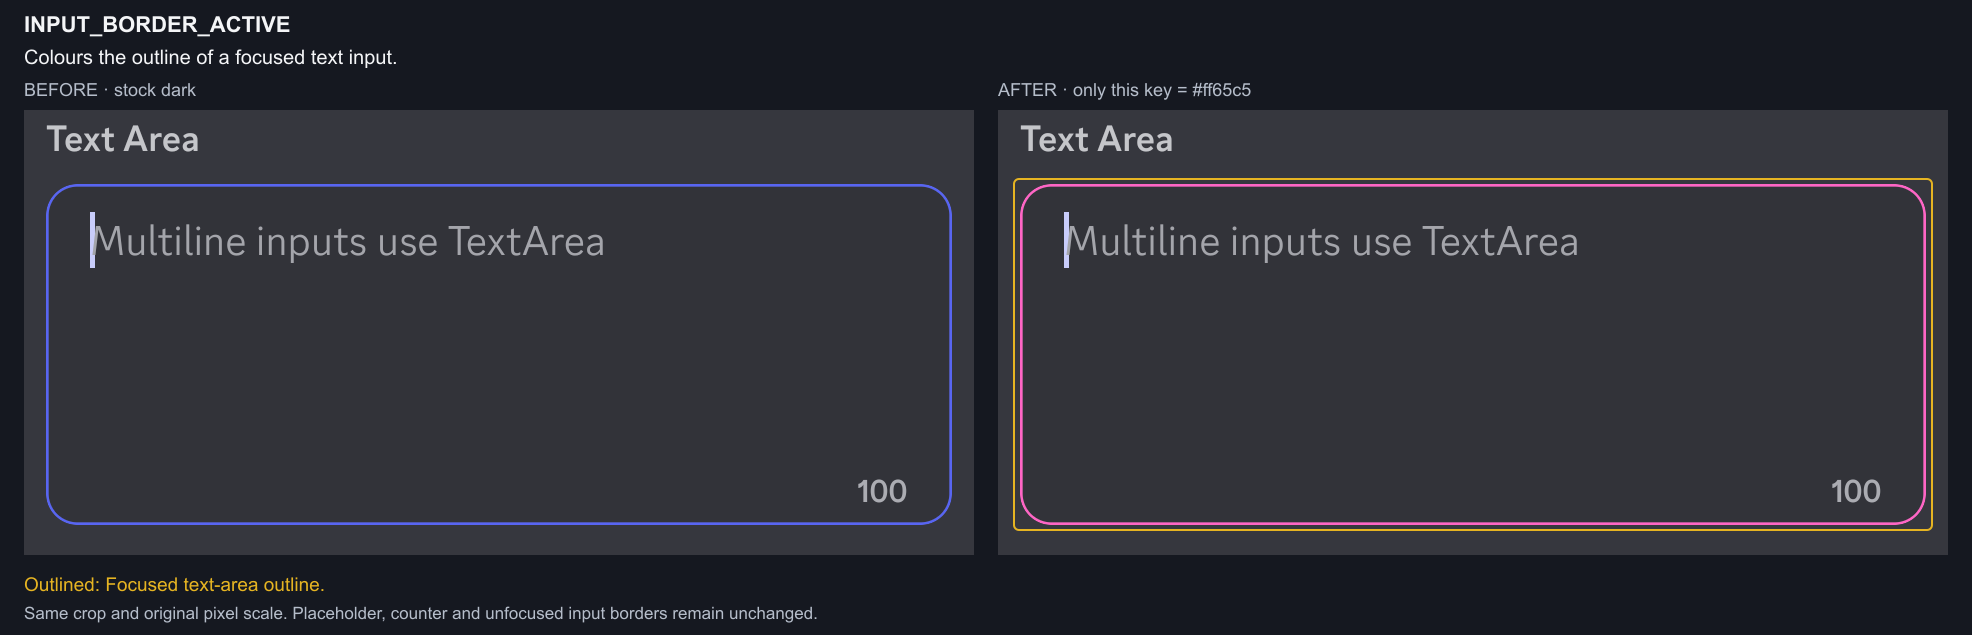 INPUT_BORDER_ACTIVE
Colours the outline of a focused text input.
BEFORE · stock dark
AFTER · only this key = #ff65c5
Text Area
Multiline inputs use TextArea
100
Text Area
Multiline inputs use TextArea
100
Outlined: Focused text-area outline.
Same crop and original pixel scale. Placeholder, counter and unfocused input borders remain unchanged.